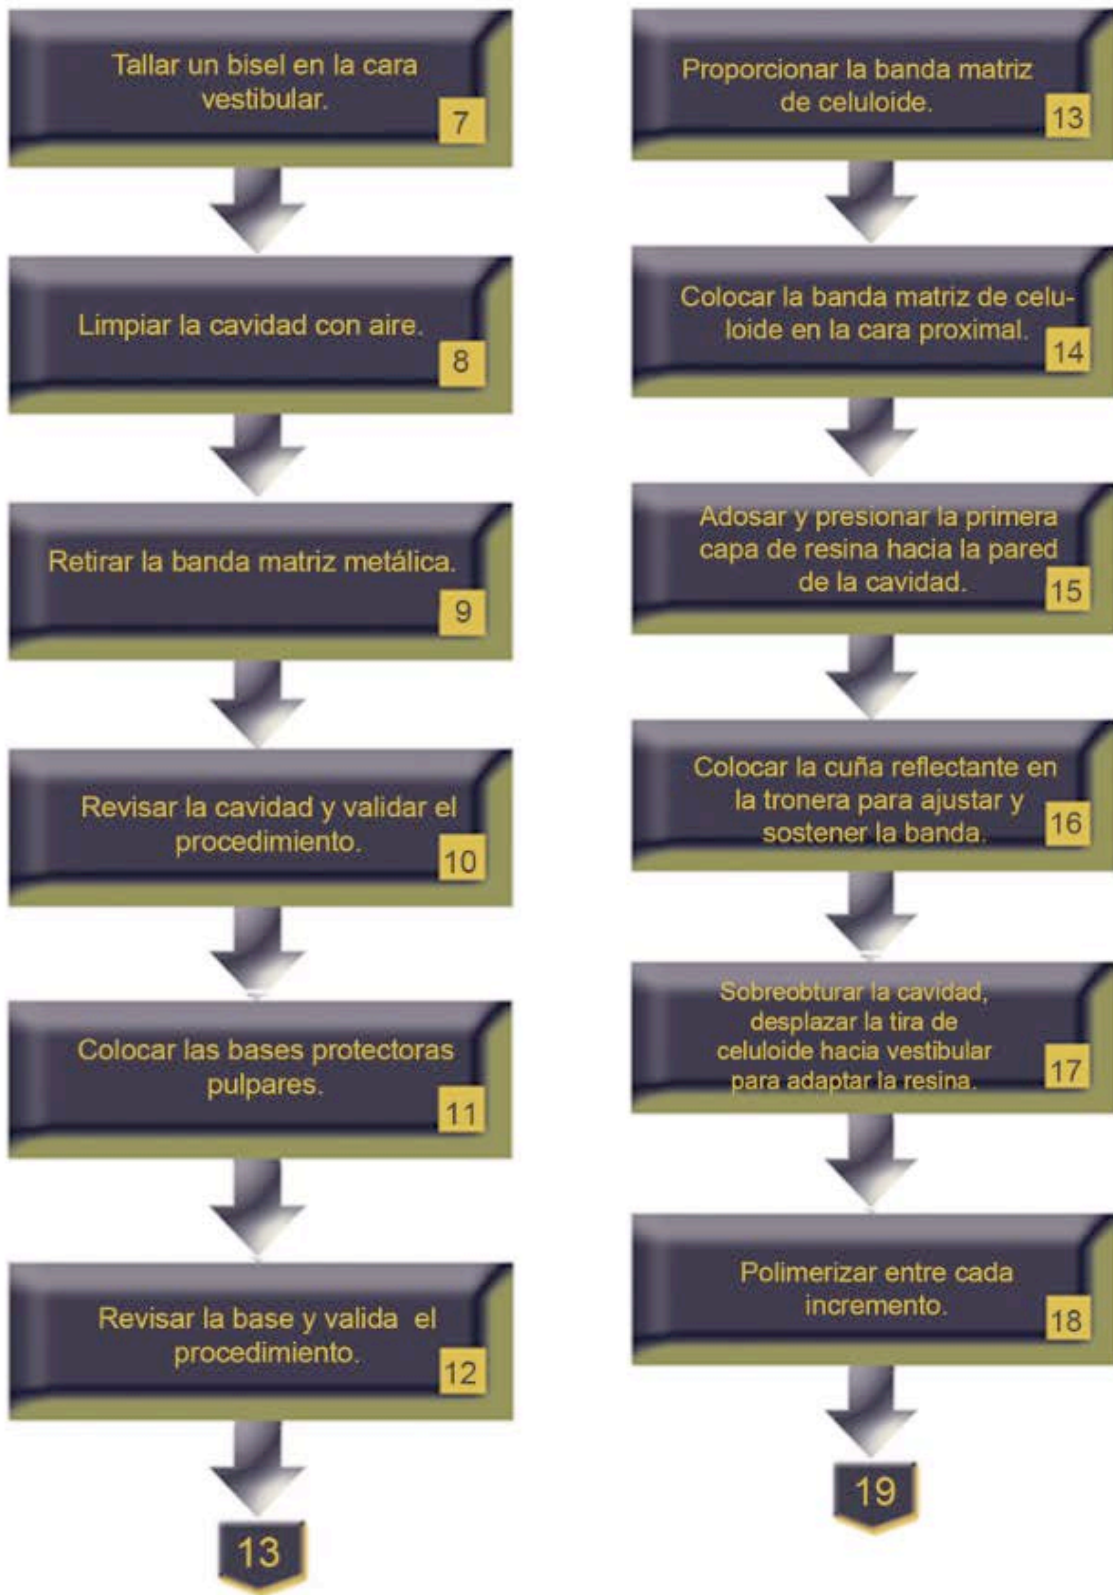 Tallar un bisel en la cara
vestibular.
7
Limpiar la cavidad con aire.
8
Retirar la banda matriz metálica.
9
Revisar la cavidad y validar el
procedimiento.
10
Colocar las bases protectoras
pulpares.
11
Revisar la base y valida el
procedimiento.
12
13
Proporcionar la banda matriz
de celuloide.
13
Colocar la banda matriz de celu-
loide en la cara proximal.
14
Adosar y presionar la primera
capa de resina hacia la pared
de la cavidad.
15
Colocar la cuña reflectante en
la tronera para ajustar y
sostener la banda.
16
Sobreobturar la cavidad,
desplazar la tira de
celuloide hacia vestibular
para adaptar la resina.
17
Polimerizar entre cada
incremento.
18
19